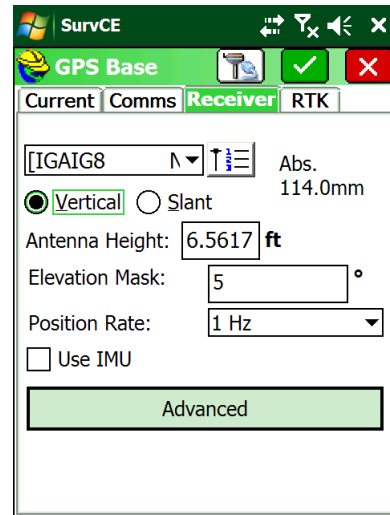 SurvCE
GPS Base
Current Comms Receiver RTK
[IGAIG8 Abs.
114.0mm
Vertical Slant
Antenna Height: 6.5617 ft
Elevation Mask: 5 °
Position Rate: 1 Hz
Use IMU
Advanced